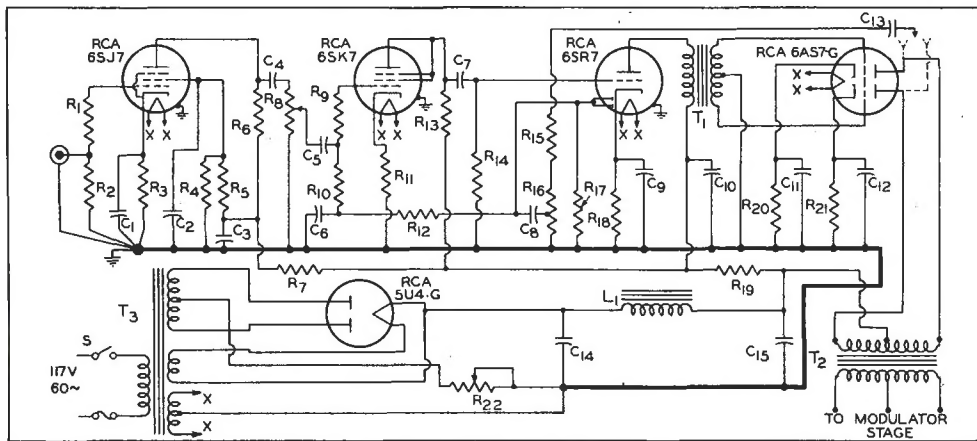 RCA
6SJ7
RCA
6SK7
RCA
6SR7
RCA 6AS7-G
C13
Y
Y
R1
R2
C1
R3
C2
R4
R5
C3
R6
C4
R8
C5
R9
R10
C6
R11
R12
R13
C7
R14
R15
R16
C8
R17
R18
C9
T1
C10
R20
C11
R21
C12
X X
X X
X X
X
X
R7
RCA
5U4-G
R19
L1
T3
S
117V
60~
C14
C15
T2
R22
X
X
TO MODULATOR
STAGE